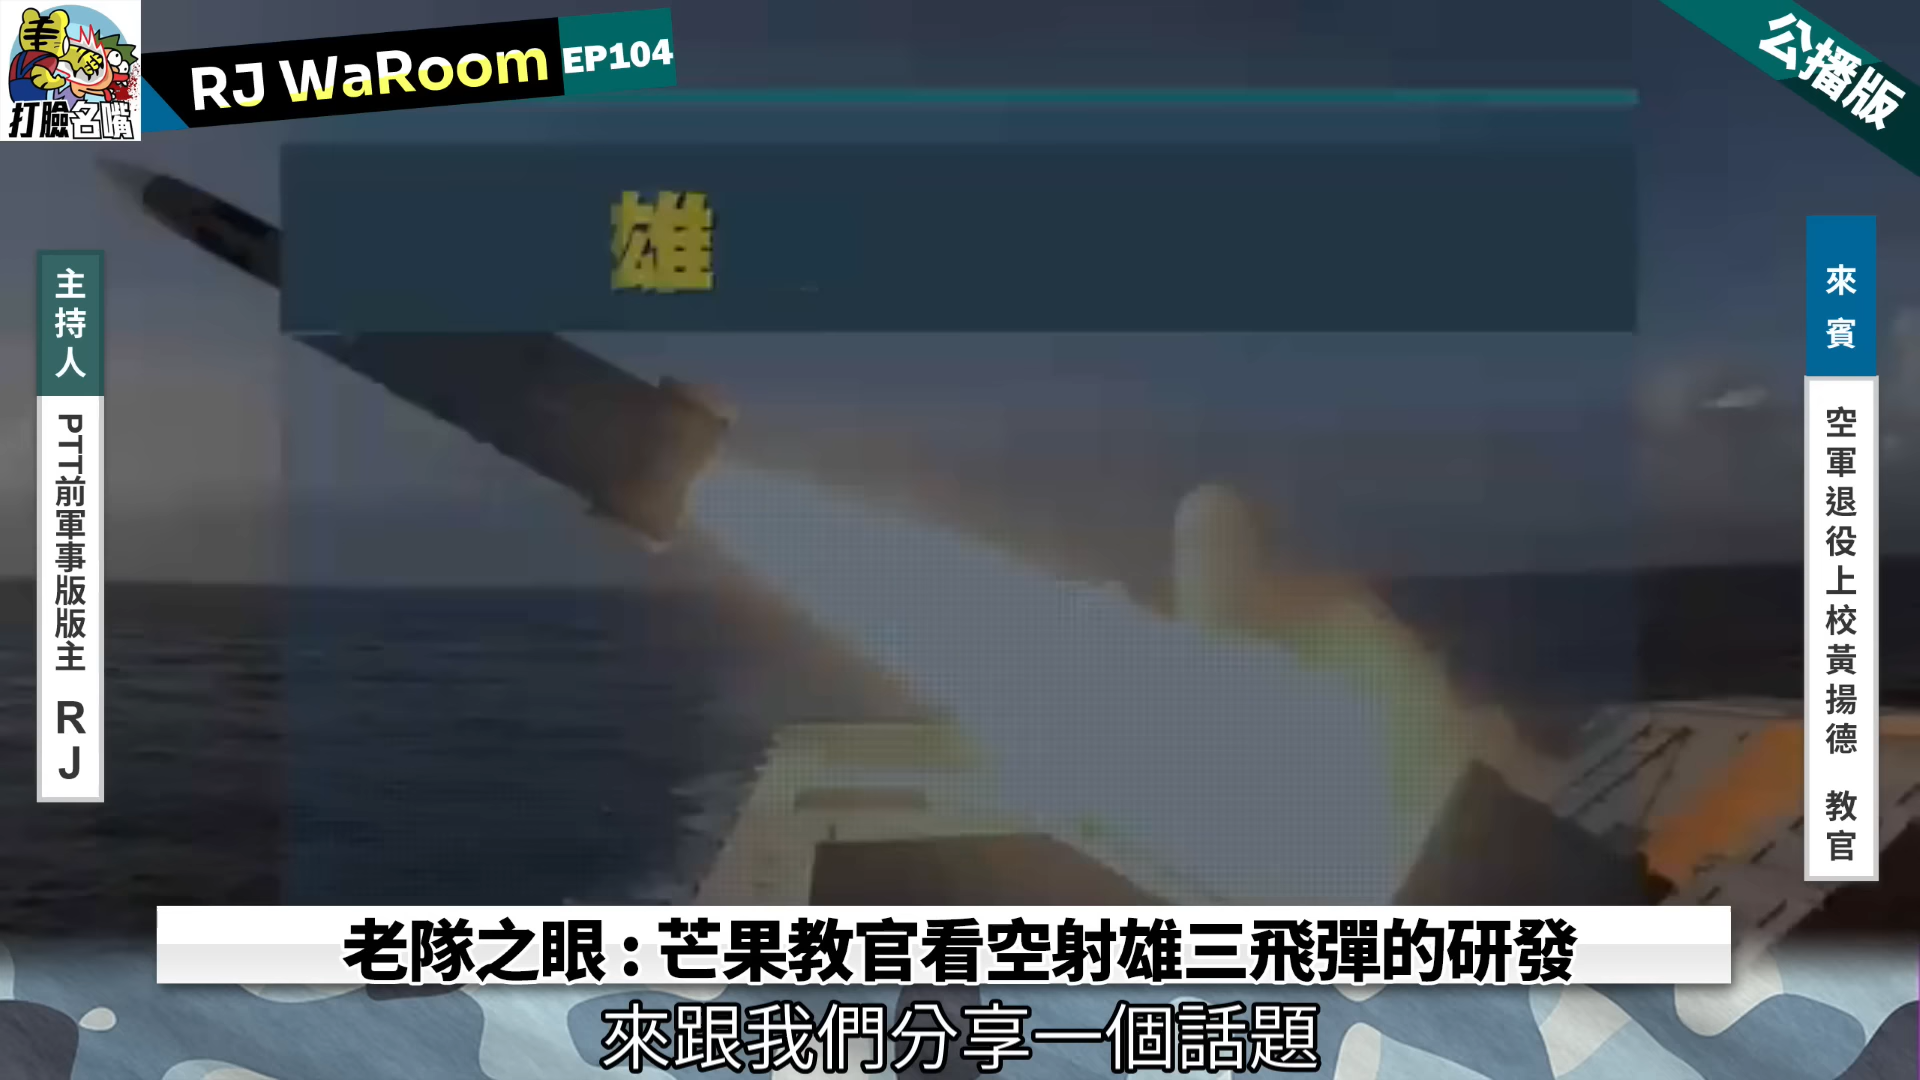 打臉名嘴
RJ WaRoom
EP104
公播版
雄
主持人
PTT前軍事版版主 RJ
來賓
空軍退役上校黃揚德 教官
老隊之眼：芒果教官看空射雄三飛彈的研發
來跟我們分享一個話題